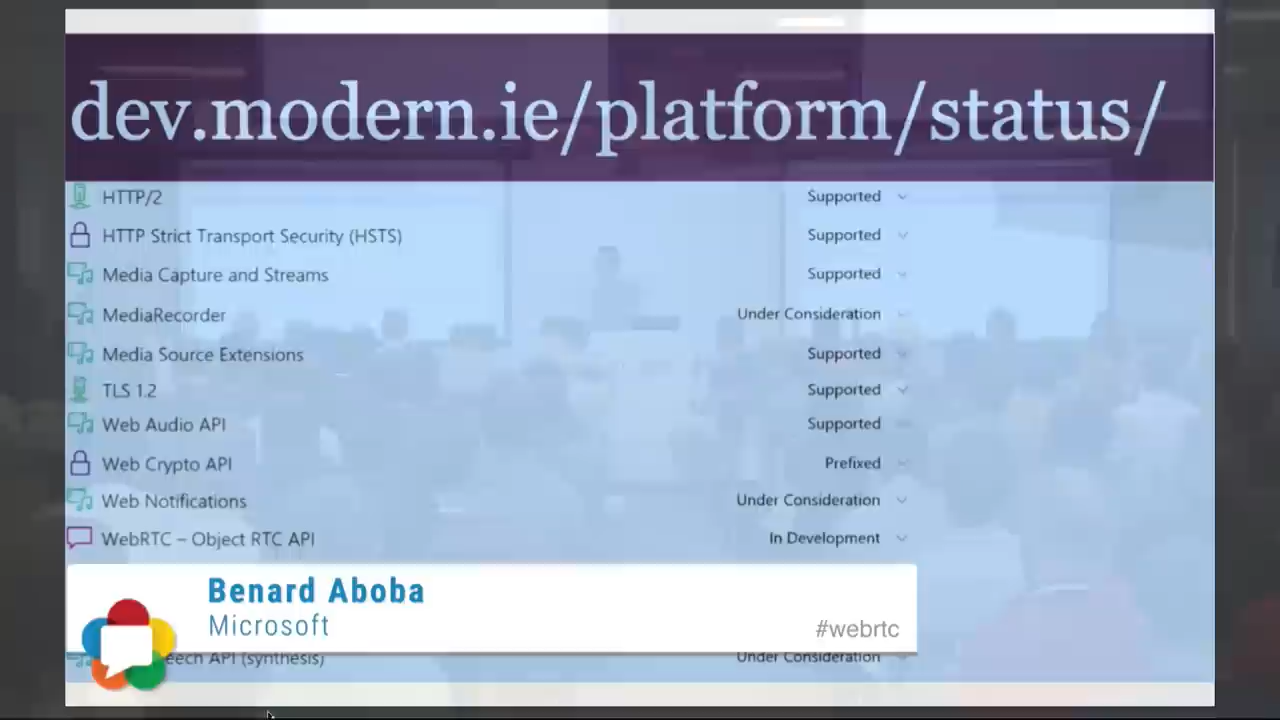 dev.modern.ie/platform/status/
HTTP/2 Supported
HTTP Strict Transport Security (HSTS) Supported
Media Capture and Streams Supported
MediaRecorder Under Consideration
Media Source Extensions Supported
TLS 1.2 Supported
Web Audio API Supported
Web Crypto API Prefixed
Web Notifications Under Consideration
WebRTC – Object RTC API In Development
Benard Aboba
Microsoft
#webrtc
API (synthesis) Under Consideration